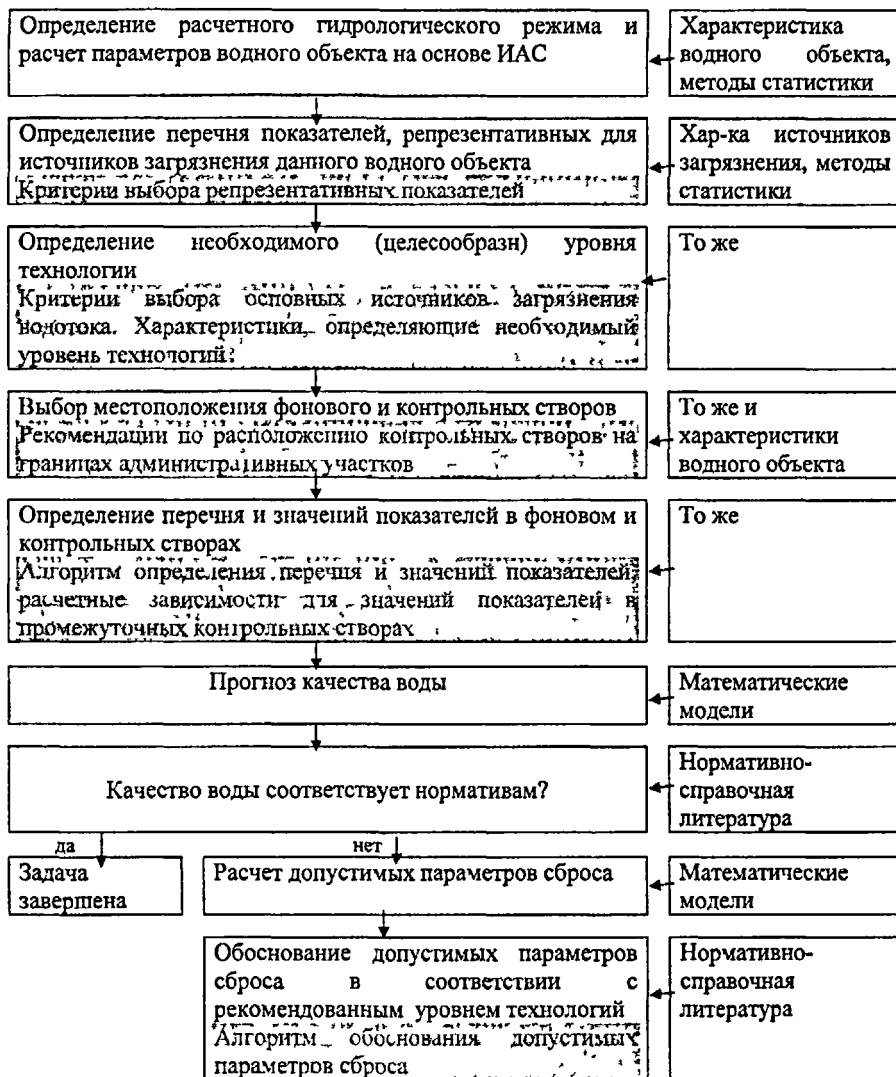 Определение расчетного гидрологического режима и
расчет параметров водного объекта на основе ИАС
Характеристика
водного объекта,
методы статистики
Определение перечня показателей, репрезентативных для
источников загрязнения данного водного объекта
Критерии выбора репрезентативных показателей
Хар-ка источников
загрязнения, методы
статистики
Определение необходимого (целесообразн) уровня
технологии
Критерии выбора основных источников загрязнения
водотока. Характеристики, определяющие необходимый
уровень технологий
То же
Выбор местоположения фонового и контрольных створов
Рекомендации по расположению контрольных створов на
границах административных участков
То же и
характеристики
водного объекта
Определение перечня и значений показателей в фоновом и
контрольных створах
Алгоритм определения перечня и значений показателей,
расчетные зависимости для значений показателей в
промежуточных контрольных створах
То же
Прогноз качества воды
Математические
модели
Качество воды соответствует нормативам?
Нормативно-
справочная
литература
да
нет
Задача
завершена
Расчет допустимых параметров сброса
Математические
модели
Обоснование допустимых параметров
сброса в соответствии с
рекомендованным уровнем технологий
Алгоритм обоснования допустимых
параметров сброса
Нормативно-
справочная
литература